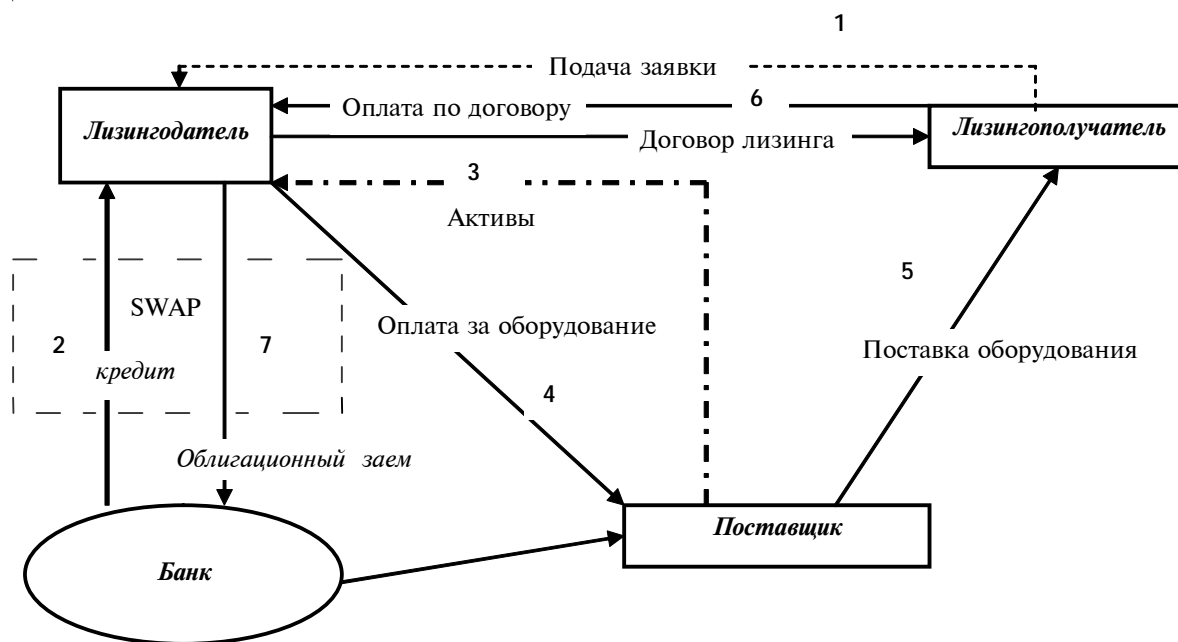 1
Подача заявки
Оплата по договору
6
Лизингодатель
Лизингополучатель
Договор лизинга
3
Активы
5
SWAP
Оплата за оборудование
2
7
Поставка оборудования
кредит
4
Облигационный заем
Поставщик
Банк